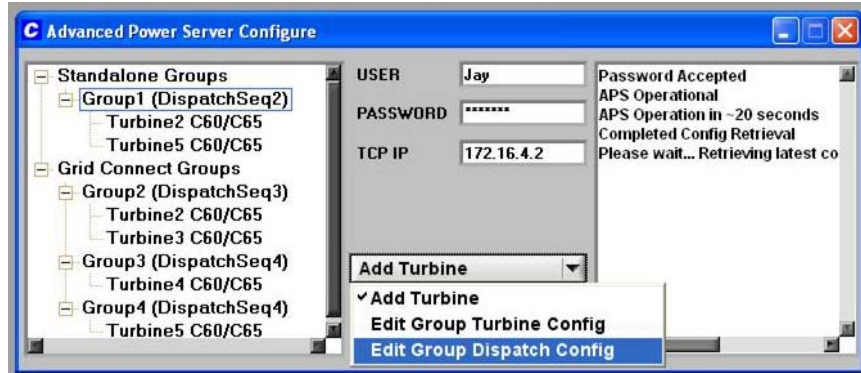 C Advanced Power Server Configure
Standalone Groups
Group1 (DispatchSeq2)
Turbine2 C60/C65
Turbine5 C60/C65
Grid Connect Groups
Group2 (DispatchSeq3)
Turbine2 C60/C65
Turbine3 C60/C65
Group3 (DispatchSeq4)
Turbine4 C60/C65
Group4 (DispatchSeq4)
Turbine5 C60/C65
USER Jay
PASSWORD *******
TCP IP 172.16.4.2
Add Turbine
Add Turbine
Edit Group Turbine Config
Edit Group Dispatch Config
Password Accepted
APS Operational
APS Operation in ~20 seconds
Completed Config Retrieval
Please wait... Retrieving latest co